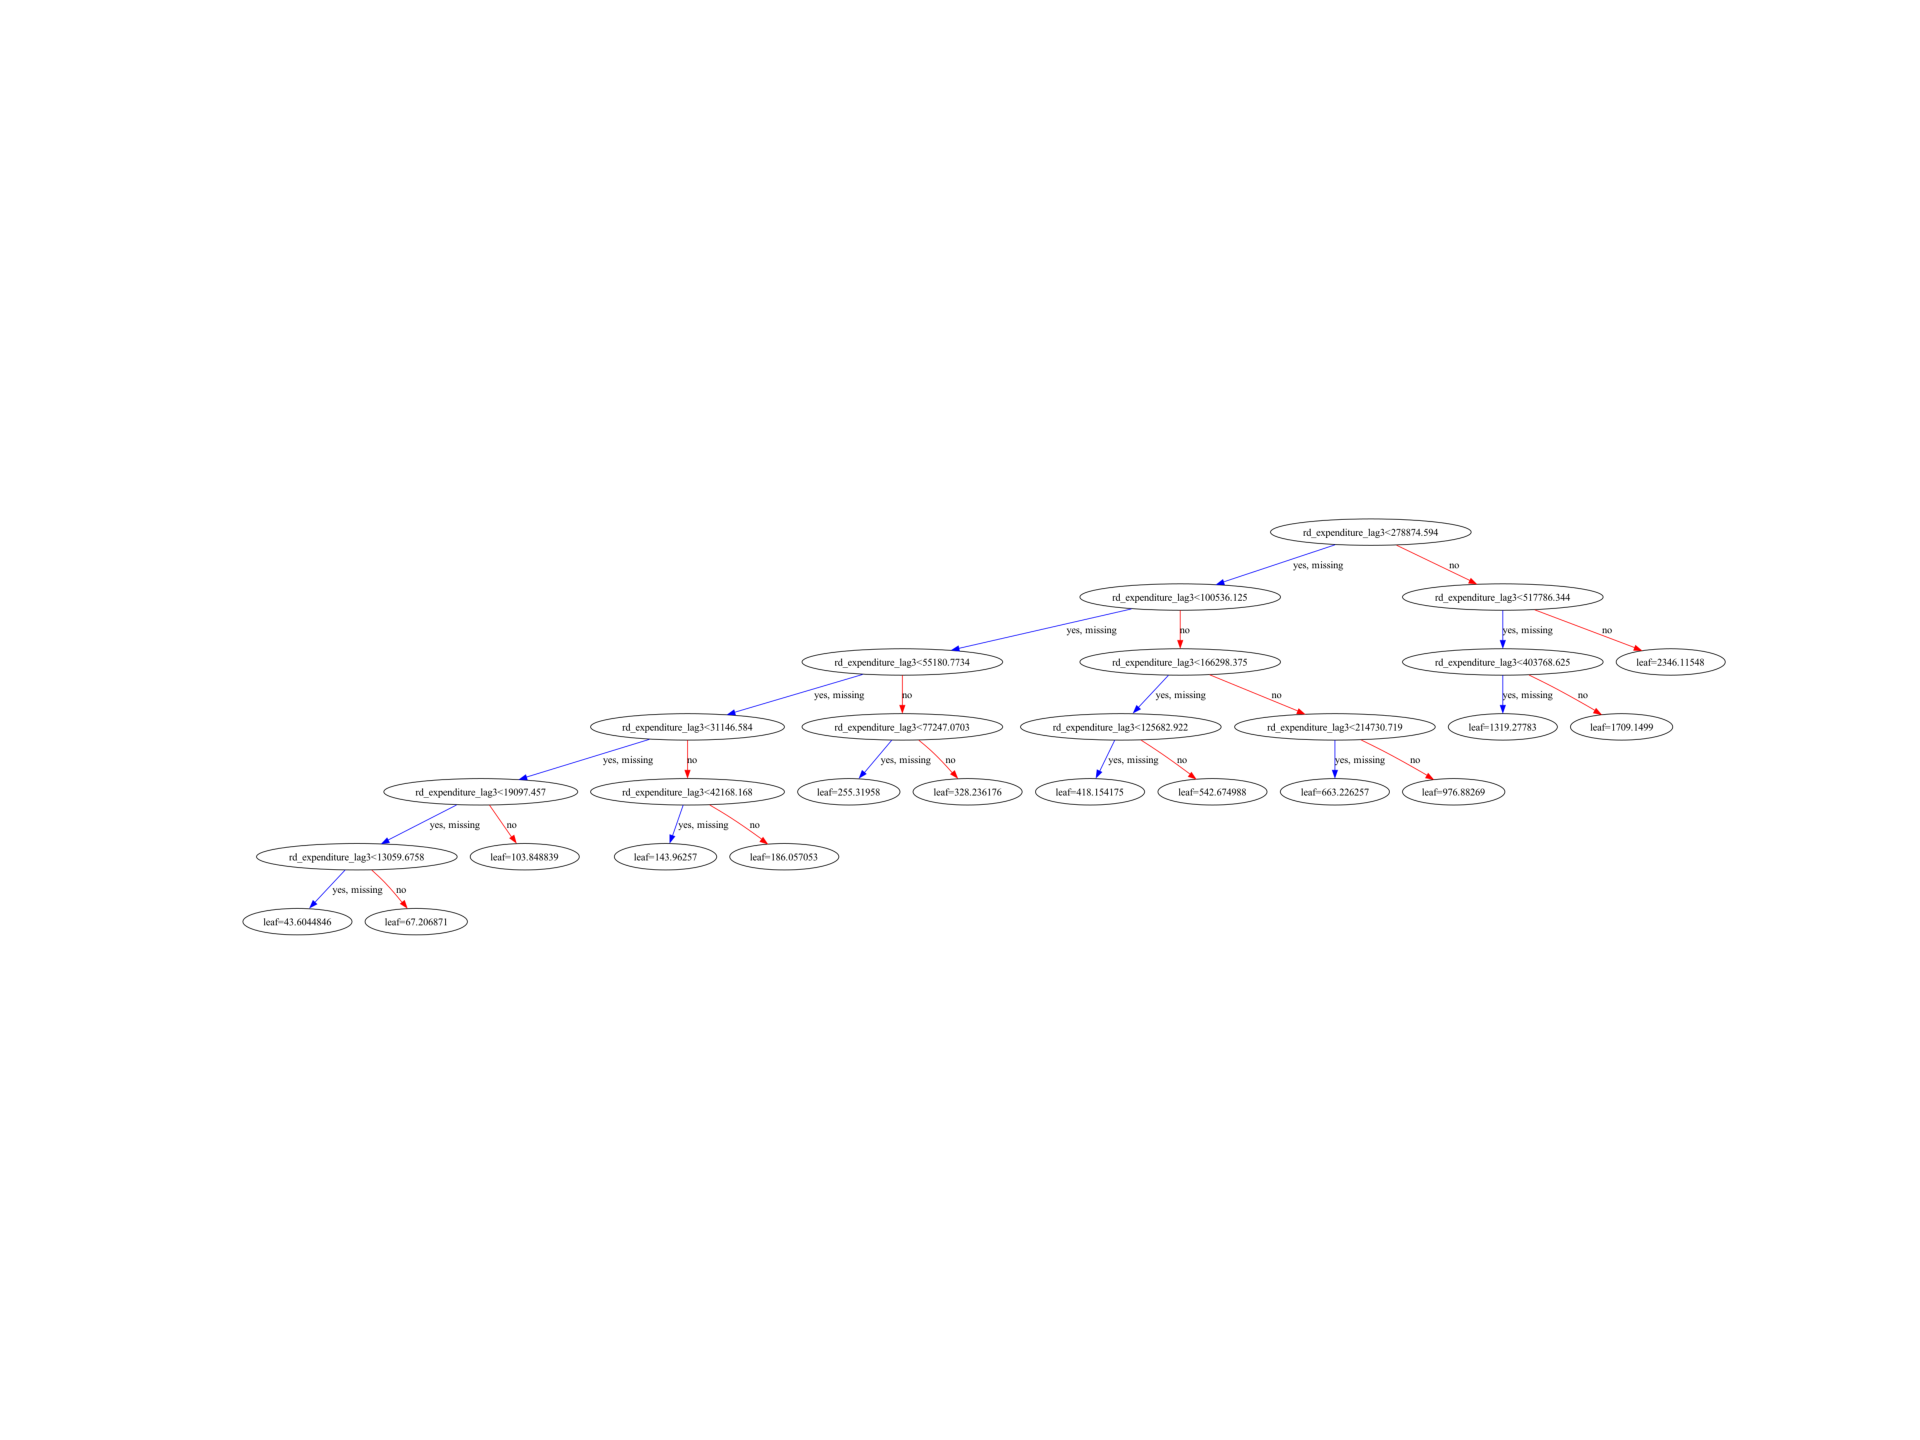 rd_expenditure_lag3<278874.594
yes, missing
no
rd_expenditure_lag3<100536.125
rd_expenditure_lag3<517786.344
yes, missing
no
yes, missing
no
rd_expenditure_lag3<55180.7734
rd_expenditure_lag3<166298.375
rd_expenditure_lag3<403768.625
leaf=2346.11548
yes, missing
no
yes, missing
no
yes, missing
no
rd_expenditure_lag3<31146.584
rd_expenditure_lag3<77247.0703
rd_expenditure_lag3<125682.922
rd_expenditure_lag3<214730.719
leaf=1319.27783
leaf=1709.1499
yes, missing
no
yes, missing
no
yes, missing
no
yes, missing
no
rd_expenditure_lag3<19097.457
rd_expenditure_lag3<42168.168
leaf=255.31958
leaf=328.236176
leaf=418.154175
leaf=542.674988
leaf=663.226257
leaf=976.88269
yes, missing
no
yes, missing
no
rd_expenditure_lag3<13059.6758
leaf=103.848839
leaf=143.96257
leaf=186.057053
yes, missing
no
leaf=43.6044846
leaf=67.206871